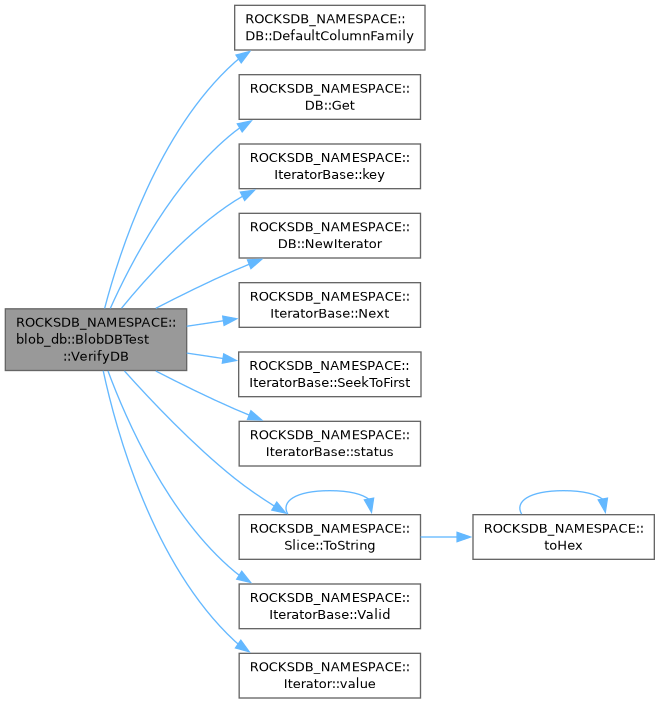 ROCKSDB_NAMESPACE::
DB::DefaultColumnFamily
ROCKSDB_NAMESPACE::
DB::Get
ROCKSDB_NAMESPACE::
IteratorBase::key
ROCKSDB_NAMESPACE::
DB::NewIterator
ROCKSDB_NAMESPACE::
IteratorBase::Next
ROCKSDB_NAMESPACE::
blob_db::BlobDBTest
::VerifyDB
ROCKSDB_NAMESPACE::
IteratorBase::SeekToFirst
ROCKSDB_NAMESPACE::
IteratorBase::status
ROCKSDB_NAMESPACE::
Slice::ToString
ROCKSDB_NAMESPACE::
toHex
ROCKSDB_NAMESPACE::
IteratorBase::Valid
ROCKSDB_NAMESPACE::
Iterator::value